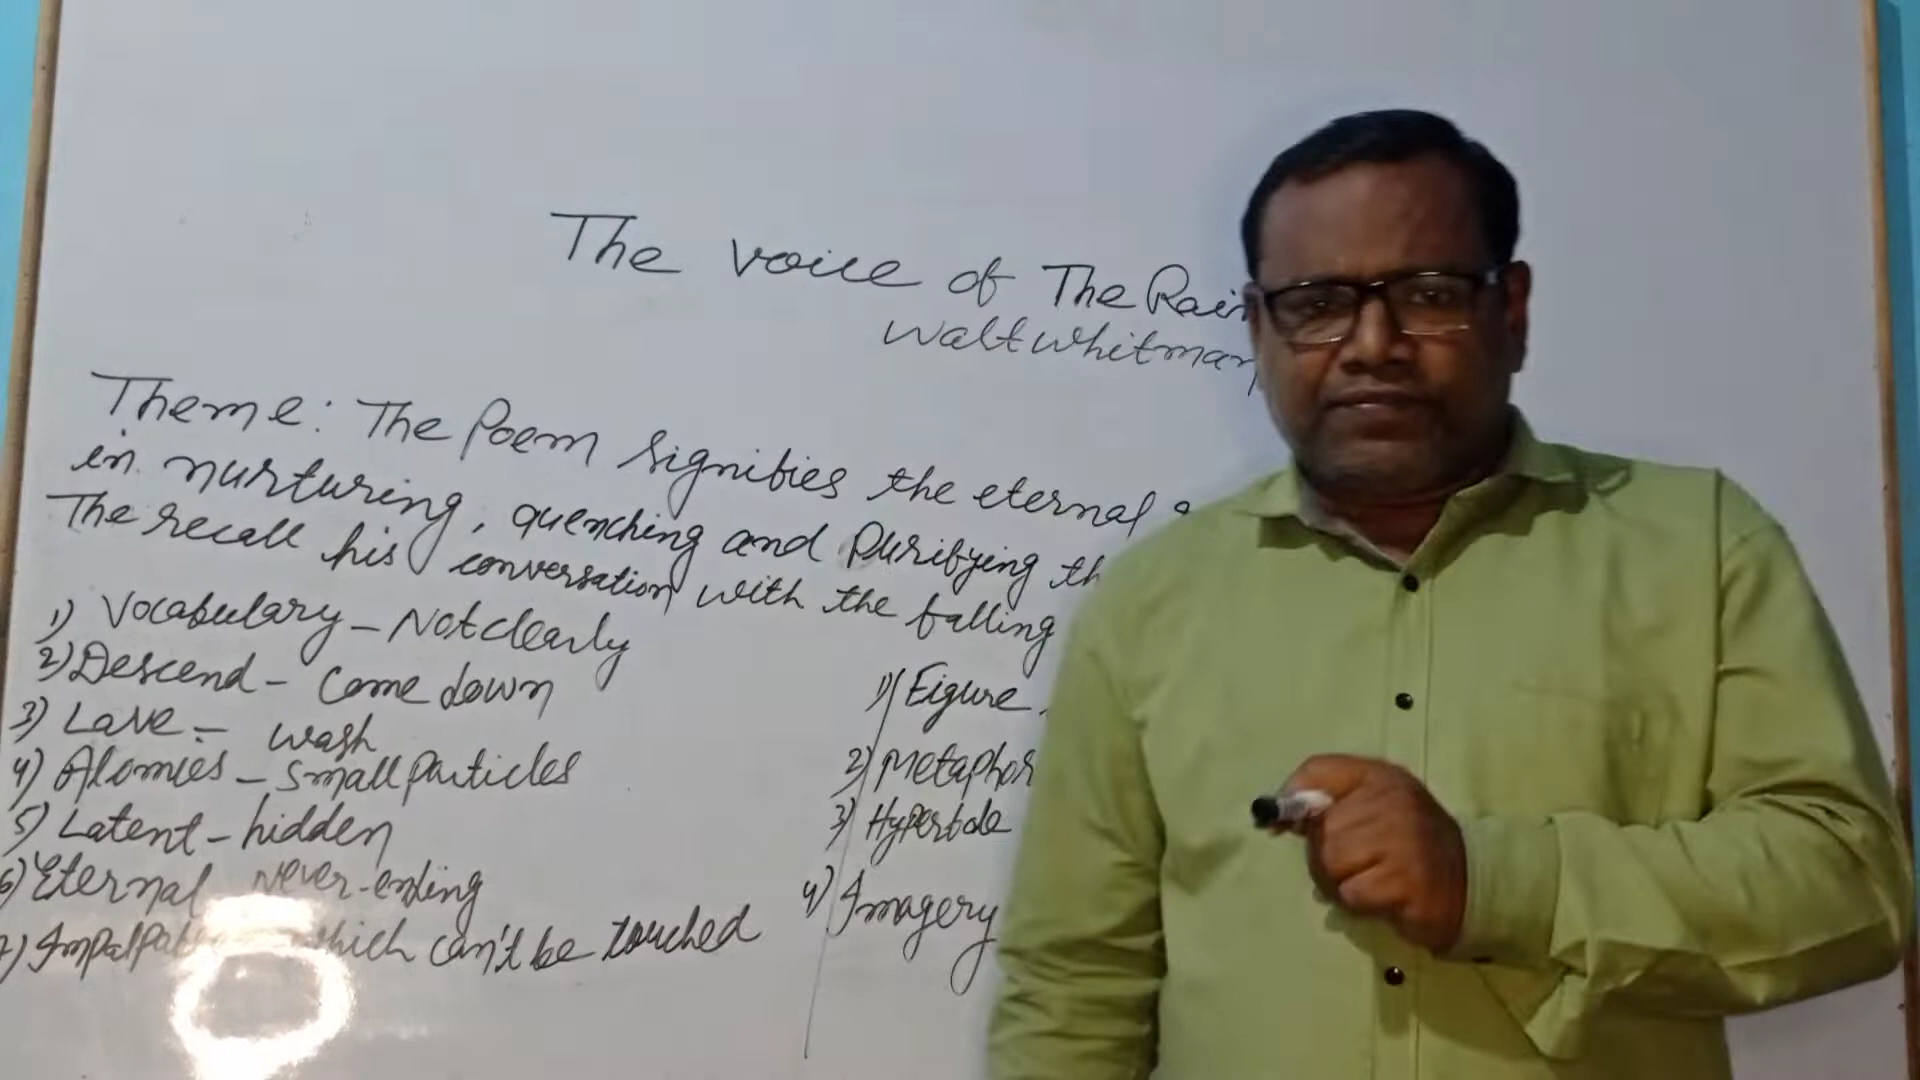 The voice of The Rain
Walt Whitman
Theme: The Poem signifies the eternal
in nurturing, quenching and Purifying th
The recall his conversation with the falling
1) Vocabulary - Not clearly
2) Descend - Come down
3) Lave - wash
4) Atomies - Small particles
5) Latent - hidden
6) Eternal never-ending
7) which can't be touched
1) Figure
2) Metaphor
3) Hyperbole
4) Imagery